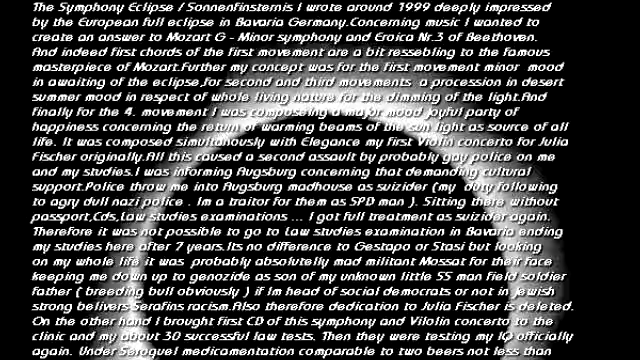 The Symphony Eclipse / Sonnenfinsternis I wrote around 1999 deeply impressed
by the European full eclipse in Bavaria Germany.Concerning music I wanted to
create an answer to Mozart G - Minor symphony and Eroica Nr.3 of Beethoven.
And indeed first chords of the first movement are a bit ressebling to the famous
masterpiece of Mozart.Further my concept was for the first movement minor mood
in awaiting of the eclipse,for second and third movements a procession in desert
summer mood in respect of whole living nature for the dimming of the light.And
finally for the 4. movement I was composeing a major mood joyful party of
happiness concerning the return of warming beams of the sun light as source of all
life. It was composed simultanously with Elegance my first Violin concerto for Julia
Fischer originally.All this caused a second assault by probably gay police on me
and my studies.I was informing Augsburg concerning that demanding cultural
support.Police throw me into Augsburg madhouse as suizider (my duty following
to agry dull nazi police . Im a traitor for them as SPD man ). Sitting there without
passport,Cds,Law studies examinations ... I got full treatment as suizider again.
Therefore it was not possible to go to Law studies examination in Bavaria ending
my studies here after 7 years.Its no difference to Gestapo or Stasi but looking
on my whole life it was probably absolutelly mad militant Mossat for their face
keeping me down up to genozide as son of my unknown little SS man field soldier
father ( breeding bull obviously ) if Im head of social democrats or not in Jewish
strong belivers Serafins racism.Also therefore dedication to Julia Fischer is deleted.
On the other hand I brought first CD of this symphony and Vilolin concerto to the
clinic and my about 30 successful law tests. Then they were testing my IQ officially
again. Under Seroquel medicamentation comparable to two beers not less than